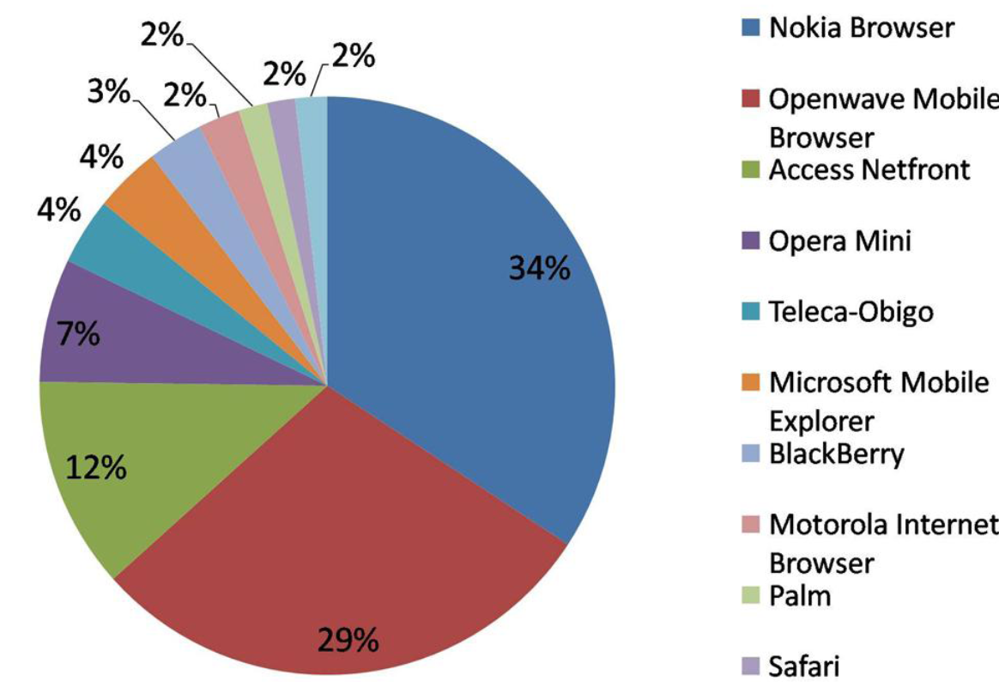 2%
2%
2%
3%
2%
4%
4%
34%
7%
12%
29%
Nokia Browser
Openwave Mobile
Browser
Access Netfront
Opera Mini
Teleca-Obigo
Microsoft Mobile
Explorer
BlackBerry
Motorola Internet
Browser
Palm
Safari